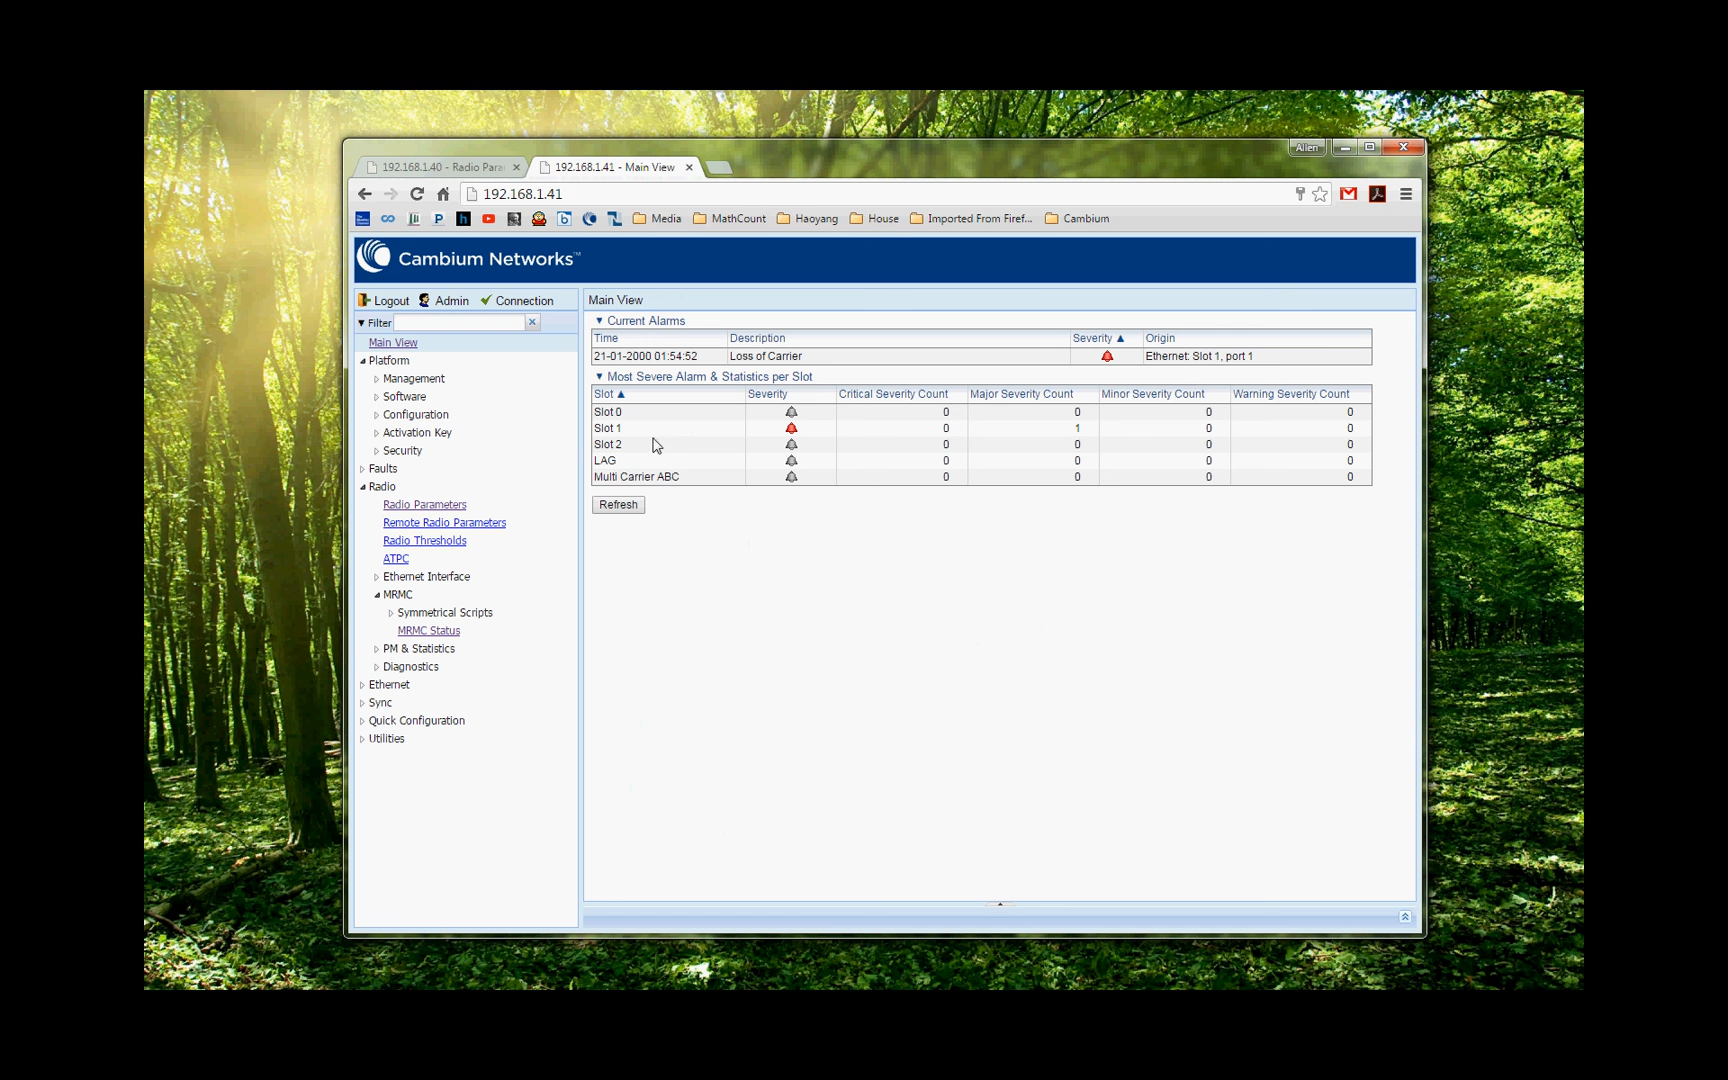 Allen
192.168.1.40 - Radio Para
192.168.1.41 - Main View
192.168.1.41
Media MathCount Haoyang House Imported From Firef... Cambium
Cambium Networks™
Logout Admin Connection
Filter
Main View
Platform
Management
Software
Configuration
Activation Key
Security
Faults
Radio
Radio Parameters
Remote Radio Parameters
Radio Thresholds
ATPC
Ethernet Interface
MRMC
Symmetrical Scripts
MRMC Status
PM & Statistics
Diagnostics
Ethernet
Sync
Quick Configuration
Utilities
Main View
Current Alarms
Time Description Severity Origin
21-01-2000 01:54:52 Loss of Carrier Ethernet: Slot 1, port 1
Most Severe Alarm & Statistics per Slot
Slot Severity Critical Severity Count Major Severity Count Minor Severity Count Warning Severity Count
Slot 0 0 0 0 0
Slot 1 0 1 0 0
Slot 2 0 0 0 0
LAG 0 0 0 0
Multi Carrier ABC 0 0 0 0
Refresh